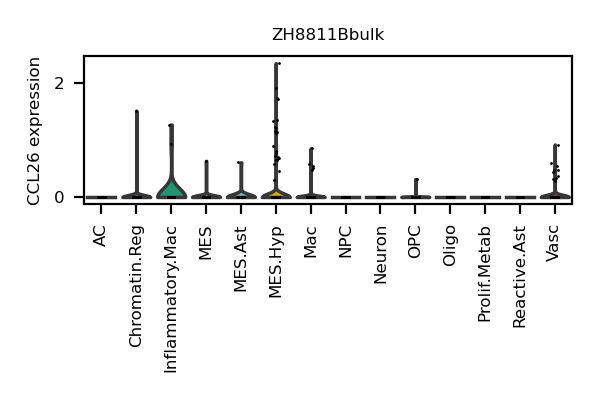 ZH8811Bbulk
CCL26 expression
2
0
AC
Chromatin.Reg
Inflammatory.Mac
MES
MES.Ast
MES.Hyp
Mac
NPC
Neuron
OPC
Oligo
Prolif.Metab
Reactive.Ast
Vasc